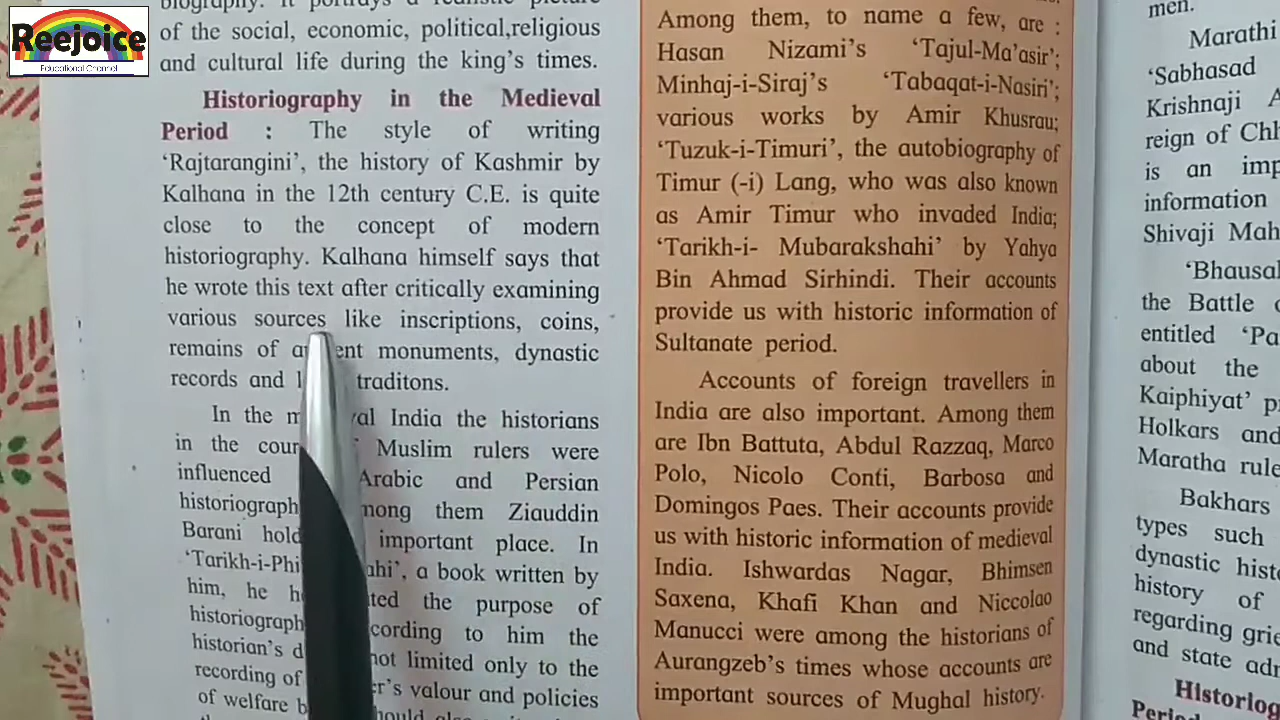 Reejoice
Educational Channel
of the social, economic, political,religious
and cultural life during the king's times.
Historiography in the Medieval
Period : The style of writing
'Rajtarangini', the history of Kashmir by
Kalhana in the 12th century C.E. is quite
close to the concept of modern
historiography. Kalhana himself says that
he wrote this text after critically examining
various sources like inscriptions, coins,
remains of monuments, dynastic
records and traditons.
In the India the historians
in the Muslim rulers were
influenced Arabic and Persian
them Ziauddin
Barani important place. In
a book written by
him, he the purpose of
to him the
historian's not limited only to the
recording of valour and policies
of welfare
Among them, to name a few, are :
Hasan Nizami's 'Tajul-Ma'asir';
Minhaj-i-Siraj's 'Tabaqat-i-Nasiri';
various works by Amir Khusrau;
'Tuzuk-i-Timuri', the autobiography of
Timur (-i) Lang, who was also known
as Amir Timur who invaded India;
'Tarikh-i- Mubarakshahi' by Yahya
Bin Ahmad Sirhindi. Their accounts
provide us with historic information of
Sultanate period.
Accounts of foreign travellers in
India are also important. Among them
are Ibn Battuta, Abdul Razzaq, Marco
Polo, Nicolo Conti, Barbosa and
Domingos Paes. Their accounts provide
us with historic information of medieval
India. Ishwardas Nagar, Bhimsen
Saxena, Khafi Khan and Niccolao
Manucci were among the historians of
Aurangzeb's times whose accounts are
important sources of Mughal history.
men.
Marathi
'Sabhasad
Krishnaji
reign of
is an
information
Shivaji
the Battle
entitled
about the
Kaiphiyat'
Holkars and
Maratha
Bakhars
types such
dynastic
history of
regarding
and state